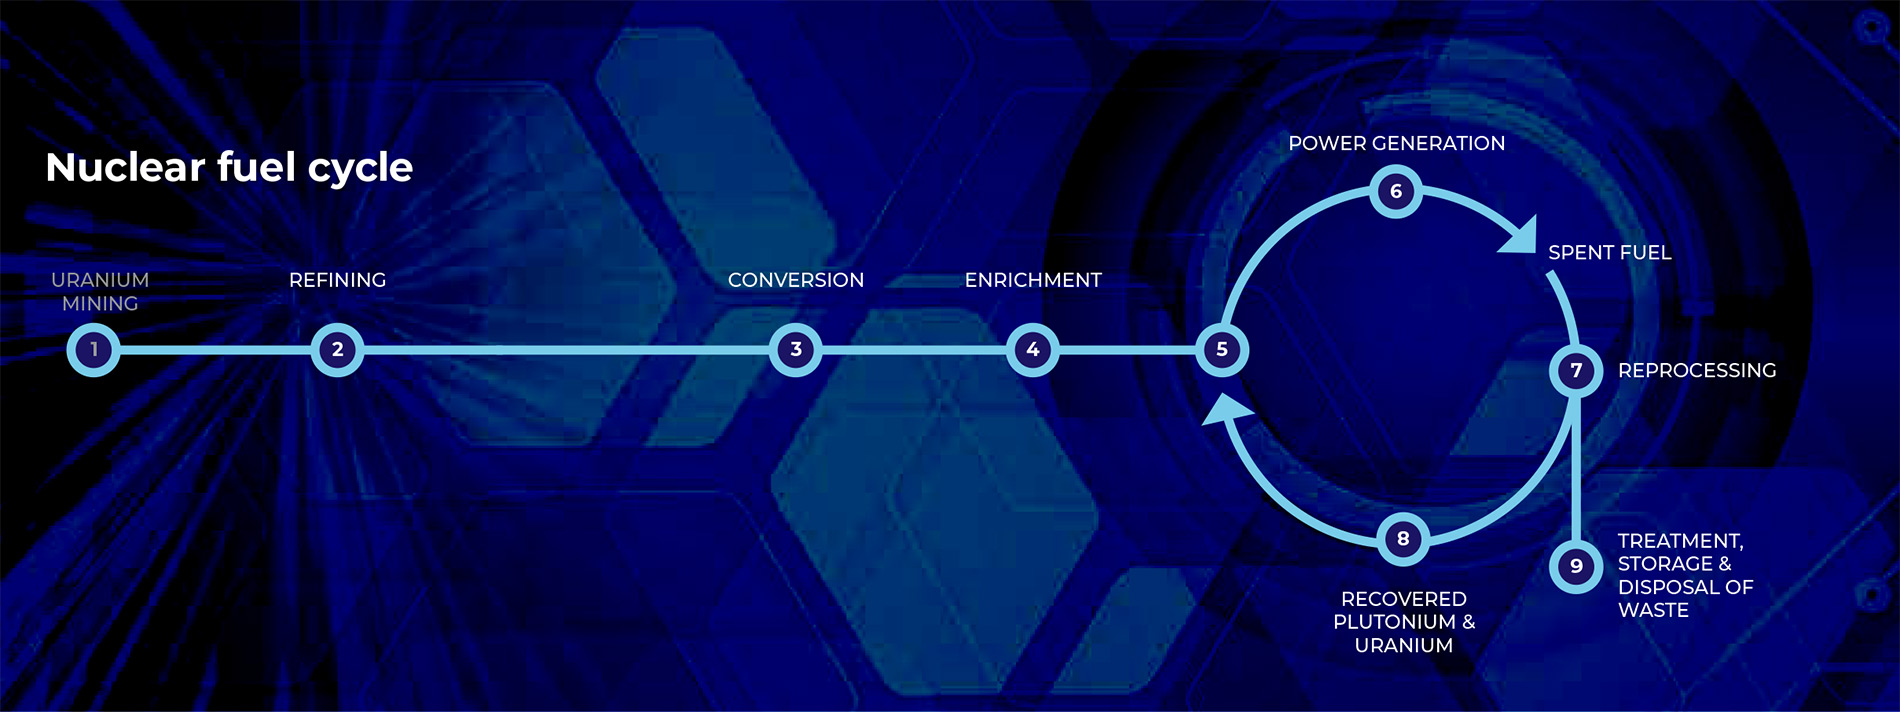 Nuclear fuel cycle
URANIUM
MINING
1
REFINING
2
CONVERSION
3
ENRICHMENT
4
5
POWER GENERATION
6
SPENT FUEL
7
REPROCESSING
8
RECOVERED
PLUTONIUM &
URANIUM
9
TREATMENT,
STORAGE &
DISPOSAL OF
WASTE